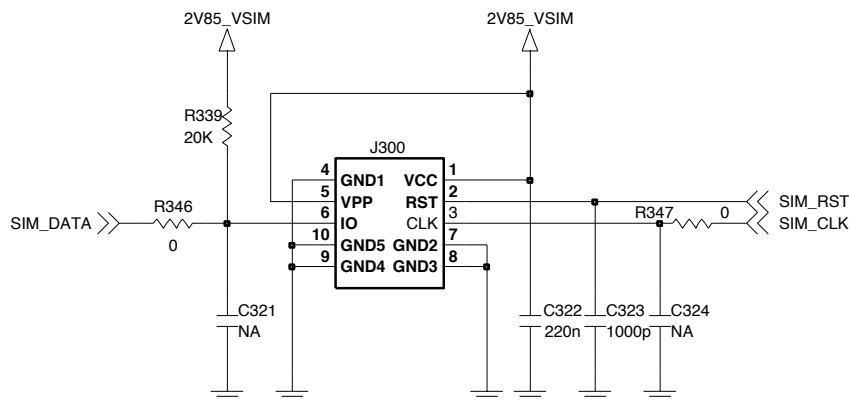 2V85_VSIM 2V85_VSIM
R339
20K
J300
4 GND1 VCC 1
5 VPP RST 2
6 IO CLK 3
10 GND5 GND2 7
9 GND4 GND3 8
SIM_DATA R346
0
R347 0
SIM_RST
SIM_CLK
C321
NA
C322
220n
C323
1000p
C324
NA